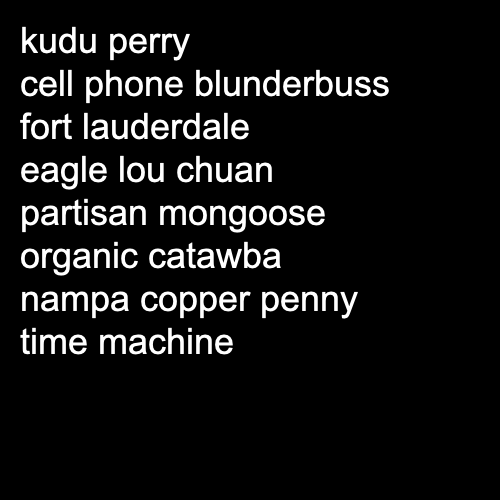 kudu perry
cell phone blunderbuss
fort lauderdale
eagle lou chuan
partisan mongoose
organic catawba
nampa copper penny
time machine